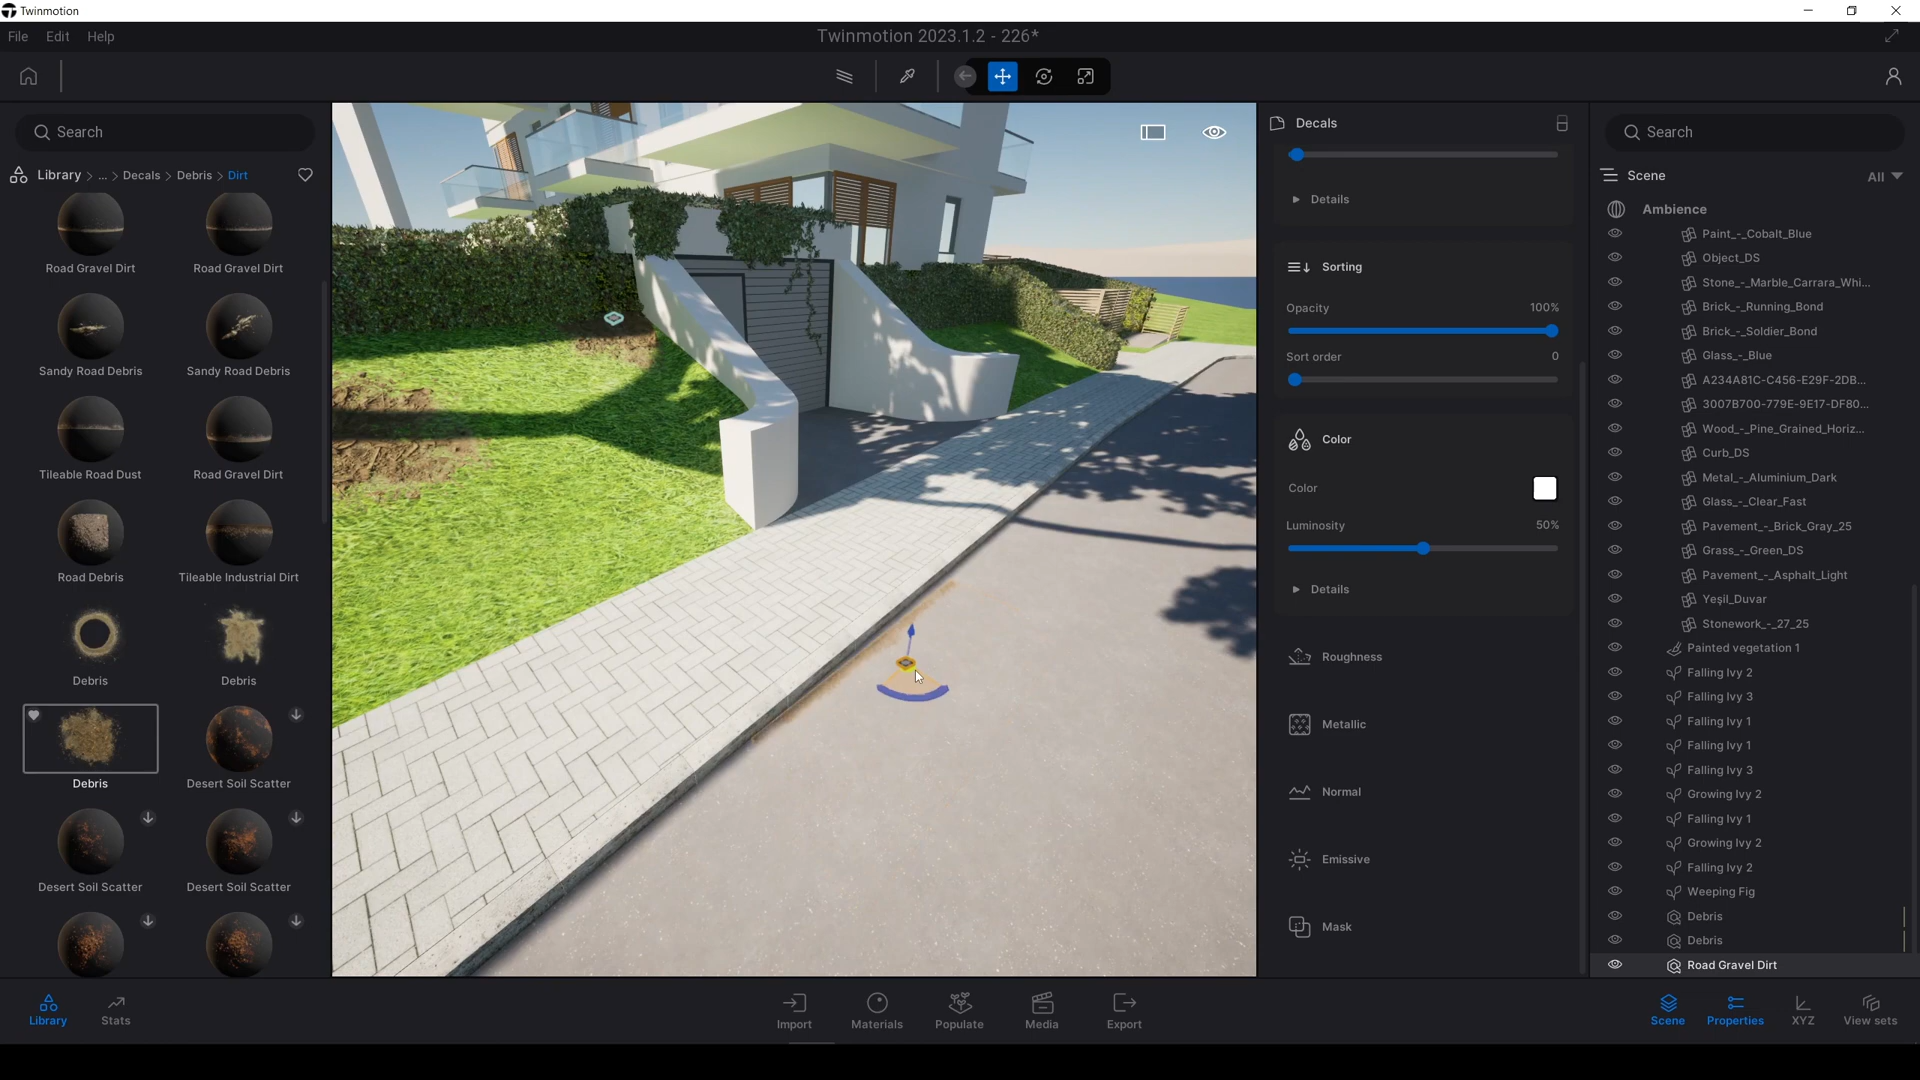 Twinmotion
File Edit Help
Twinmotion 2023.1.2 - 226*
Search
Library > ... > Decals > Debris > Dirt
Road Gravel Dirt
Road Gravel Dirt
Sandy Road Debris
Sandy Road Debris
Tileable Road Dust
Road Gravel Dirt
Road Debris
Tileable Industrial Dirt
Debris
Debris
Debris
Desert Soil Scatter
Desert Soil Scatter
Desert Soil Scatter
Decals
Details
Sorting
Opacity 100%
Sort order 0
Color
Color
Luminosity 50%
Details
Roughness
Metallic
Normal
Emissive
Mask
Search
Scene All
Ambience
Paint_-_Cobalt_Blue
Object_DS
Stone_-_Marble_Carrara_Whi...
Brick_-_Running_Bond
Brick_-_Soldier_Bond
Glass_-_Blue
A234A81C-C456-E29F-2DB...
3007B700-779E-9E17-DF80...
Wood_-_Pine_Grained_Horiz...
Curb_DS
Metal_-_Aluminium_Dark
Glass_-_Clear_Fast
Pavement_-_Brick_Gray_25
Grass_-_Green_DS
Pavement_-_Asphalt_Light
Yeşil_Duvar
Stonework_-_27_25
Painted vegetation 1
Falling Ivy 2
Falling Ivy 3
Falling Ivy 1
Falling Ivy 1
Falling Ivy 3
Growing Ivy 2
Falling Ivy 1
Growing Ivy 2
Falling Ivy 2
Weeping Fig
Debris
Debris
Road Gravel Dirt
Library Stats Import Materials Populate Media Export Scene Properties XYZ View sets